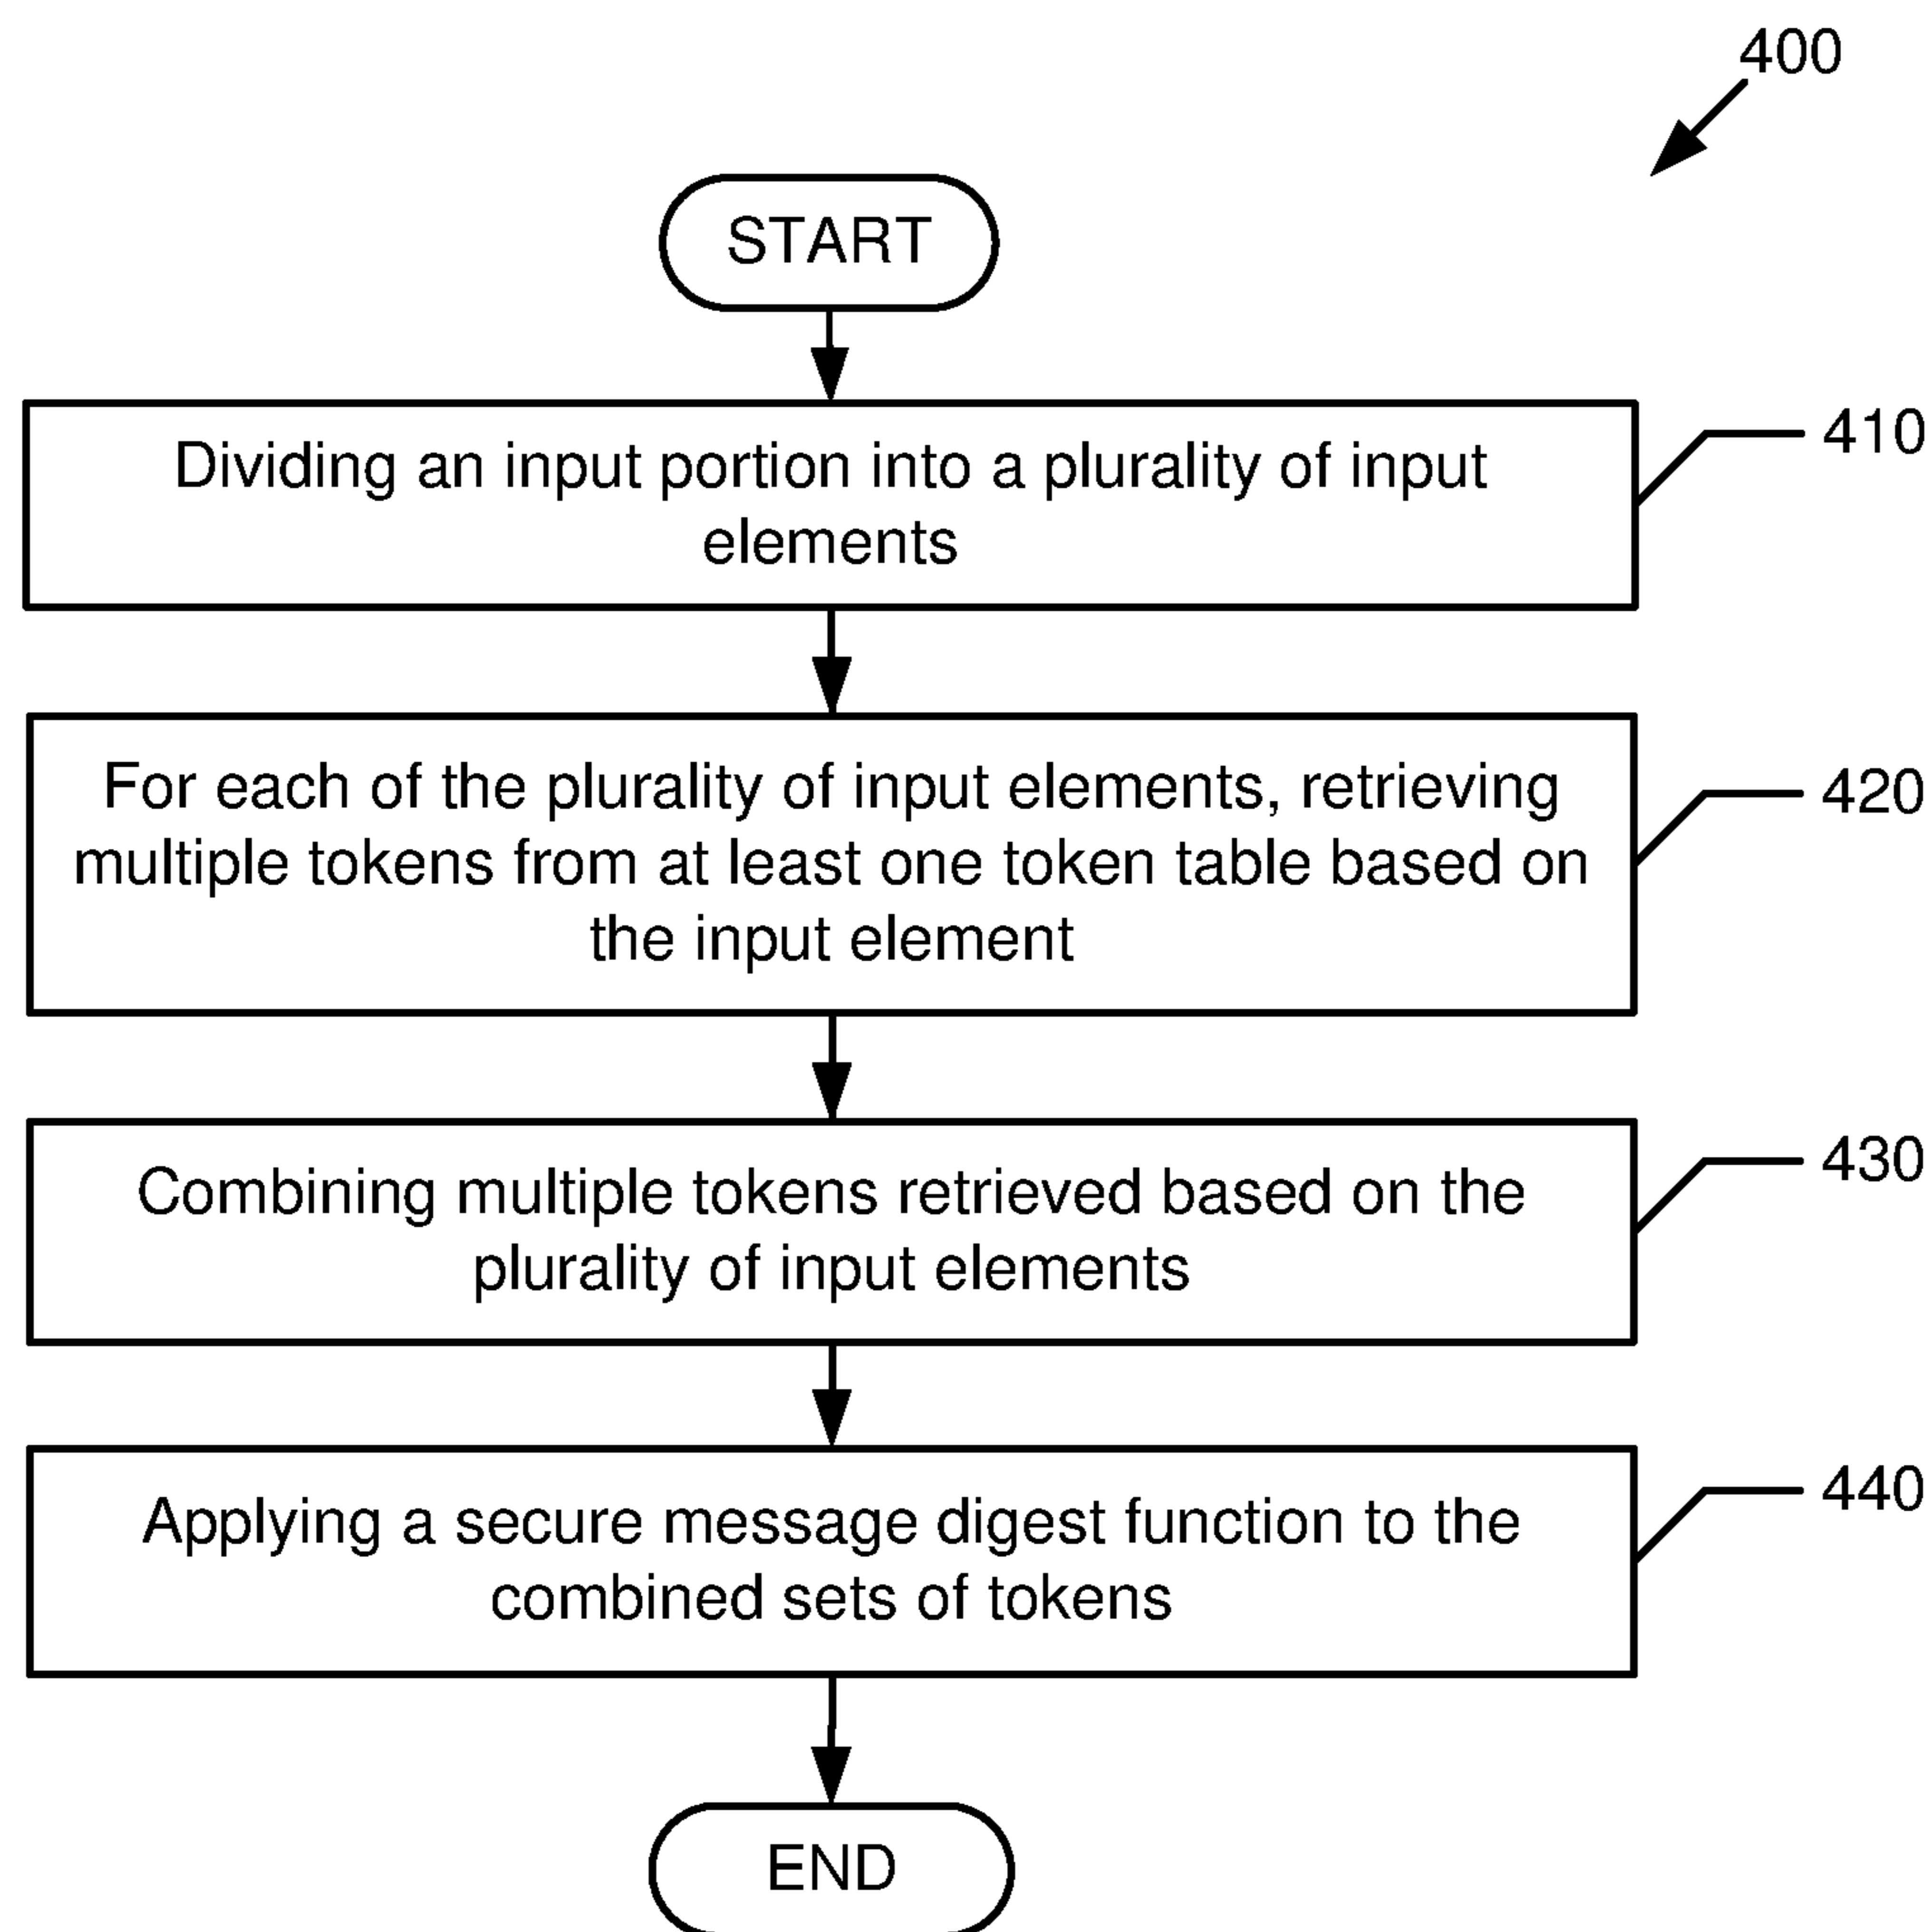 400
START
Dividing an input portion into a plurality of input
elements
410
For each of the plurality of input elements, retrieving
multiple tokens from at least one token table based on
the input element
420
Combining multiple tokens retrieved based on the
plurality of input elements
430
Applying a secure message digest function to the
combined sets of tokens
440
END